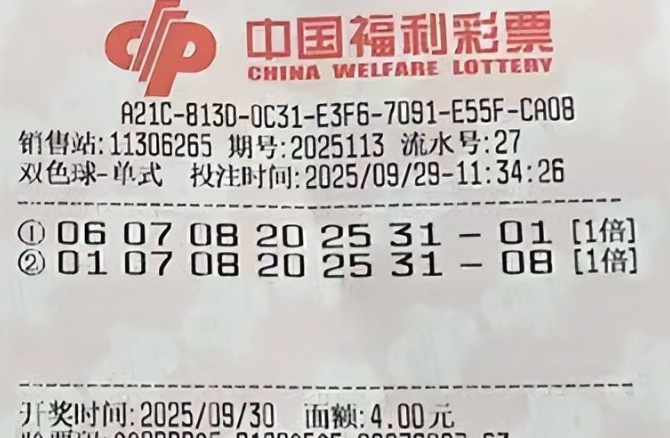 中国福利彩票
CHINA WELFARE LOTTERY
A21C-813D-0C31-E3F6-7091-E55F-CA08
销售站:11306265 期号:2025113 流水号:27
双色球-单式 投注时间:2025/09/29-11:34:26
① 06 07 08 20 25 31 - 01 [1倍]
② 01 07 08 20 25 31 - 08 [1倍]
开奖时间:2025/09/30 面额:4.00元